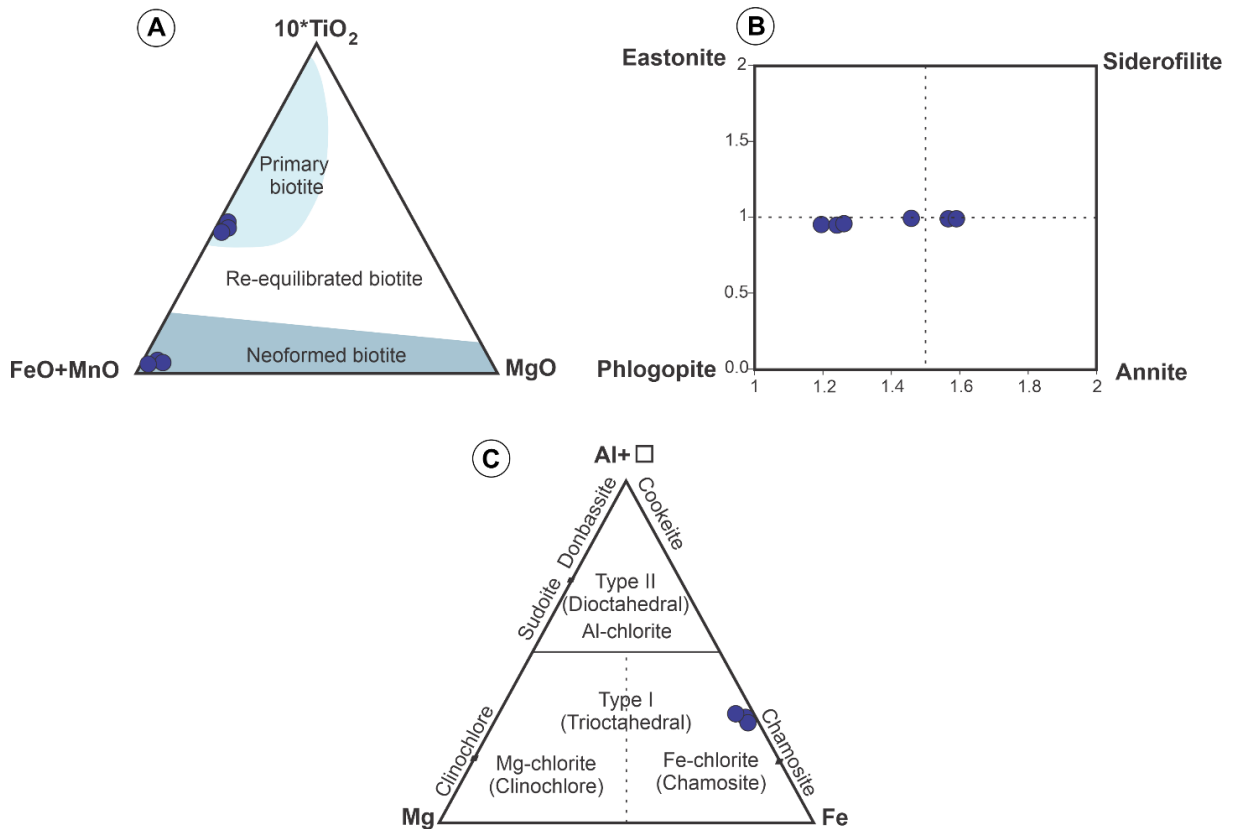 A
10*TiO₂
Primary
biotite
Re-equilibrated biotite
Neoformed biotite
FeO+MnO
MgO
B
Eastonite
Siderofilite
2
1.5
1
0.5
0.0
Phlogopite
Annite
1
1.2
1.4
1.6
1.8
2
C
Al+ □
Sudoite
Donbassite
Cookeite
Type II
(Dioctahedral)
Al-chlorite
Type I
(Trioctahedral)
Clinochlore
Chamosite
Mg-chlorite
(Clinochlore)
Fe-chlorite
(Chamosite)
Mg
Fe